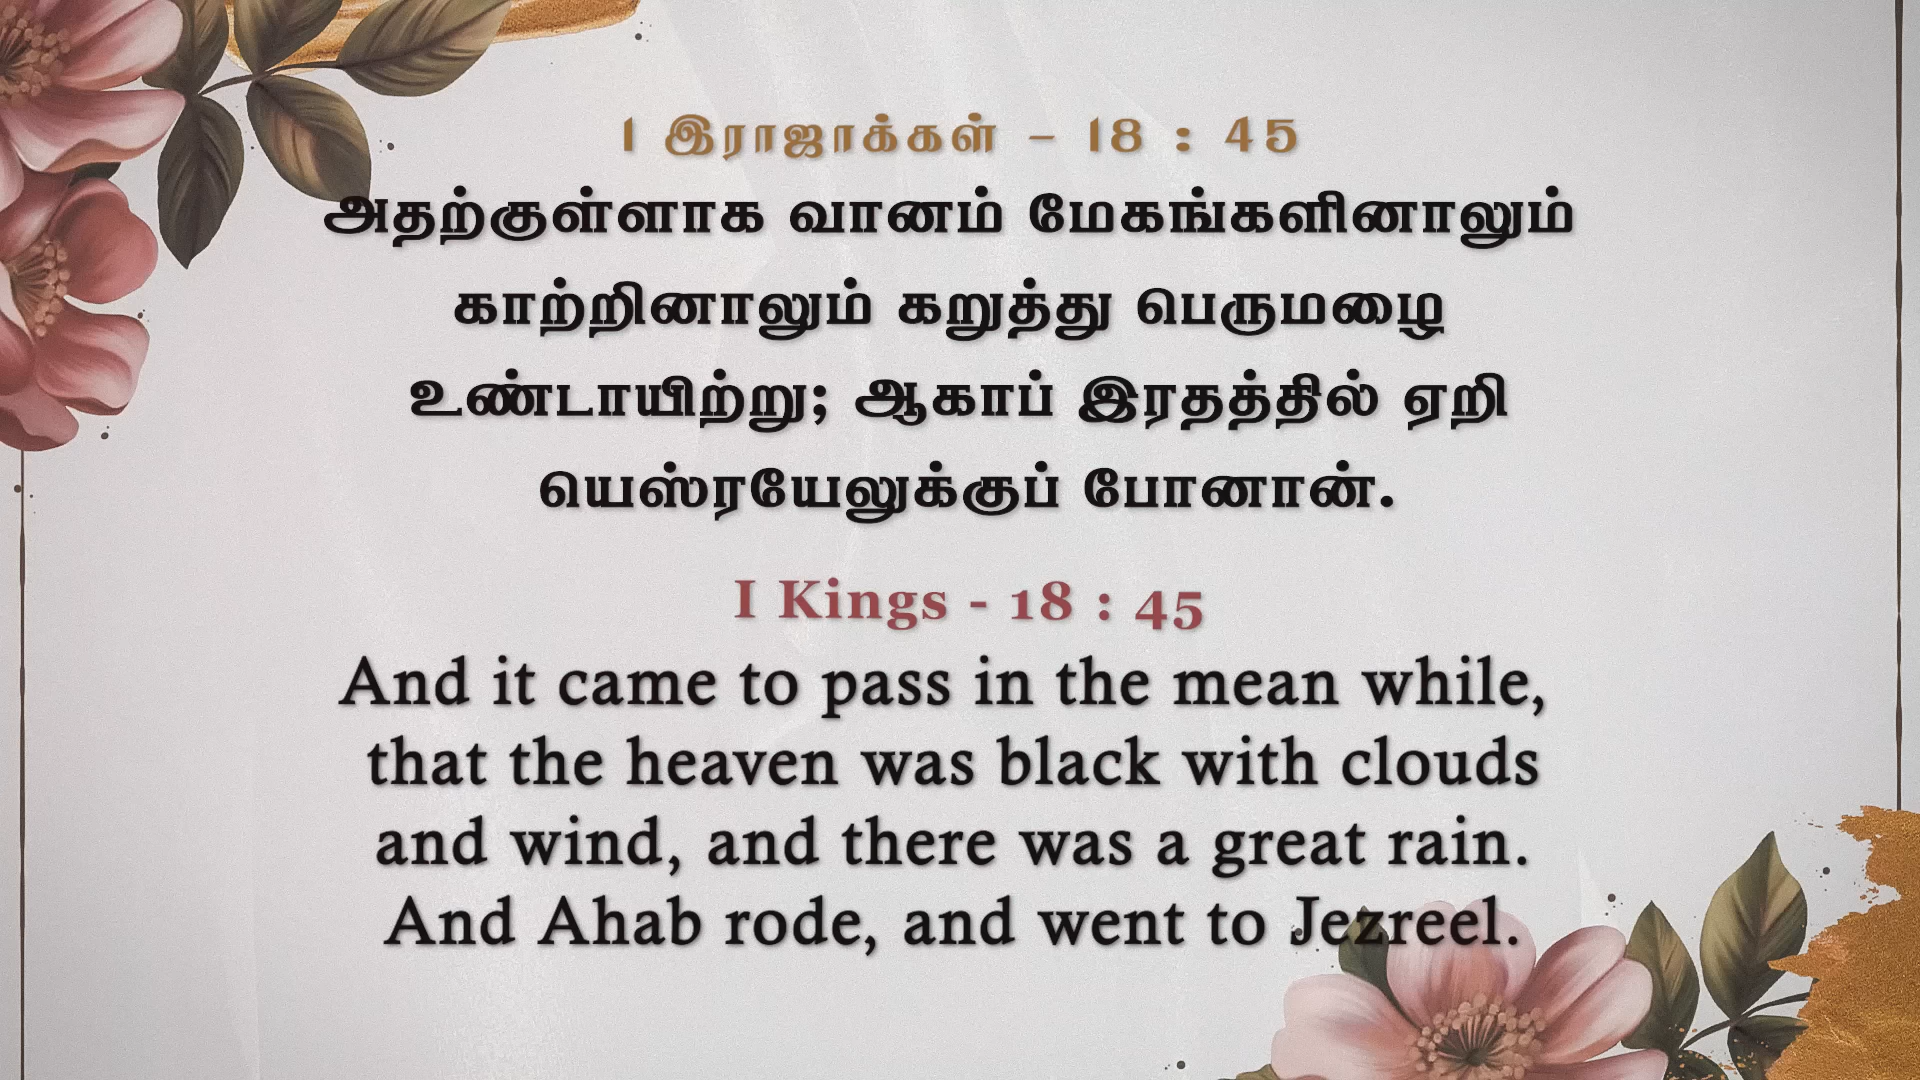 1 இராஜாக்கள் - 18 : 45
அதற்குள்ளாக வானம் மேகங்களினாலும்
காற்றினாலும் கறுத்து பெருமழை
உண்டாயிற்று; ஆகாப் இரதத்தில் ஏறி
யெஸ்ரயேலுக்குப் போனான்.
I Kings - 18 : 45
And it came to pass in the mean while,
that the heaven was black with clouds
and wind, and there was a great rain.
And Ahab rode, and went to Jezreel.